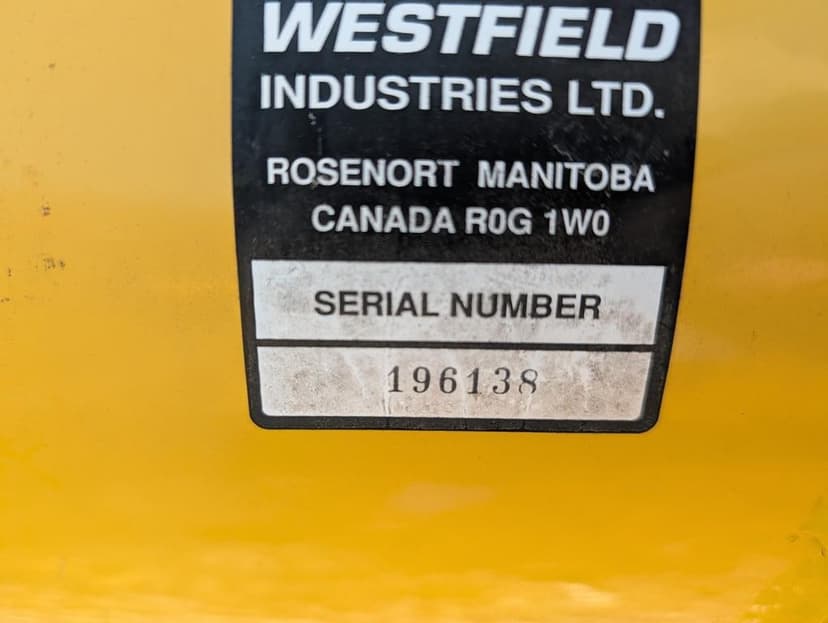 WESTFIELD
INDUSTRIES LTD.
ROSENORT MANITOBA
CANADA R0G 1W0
SERIAL NUMBER
196138